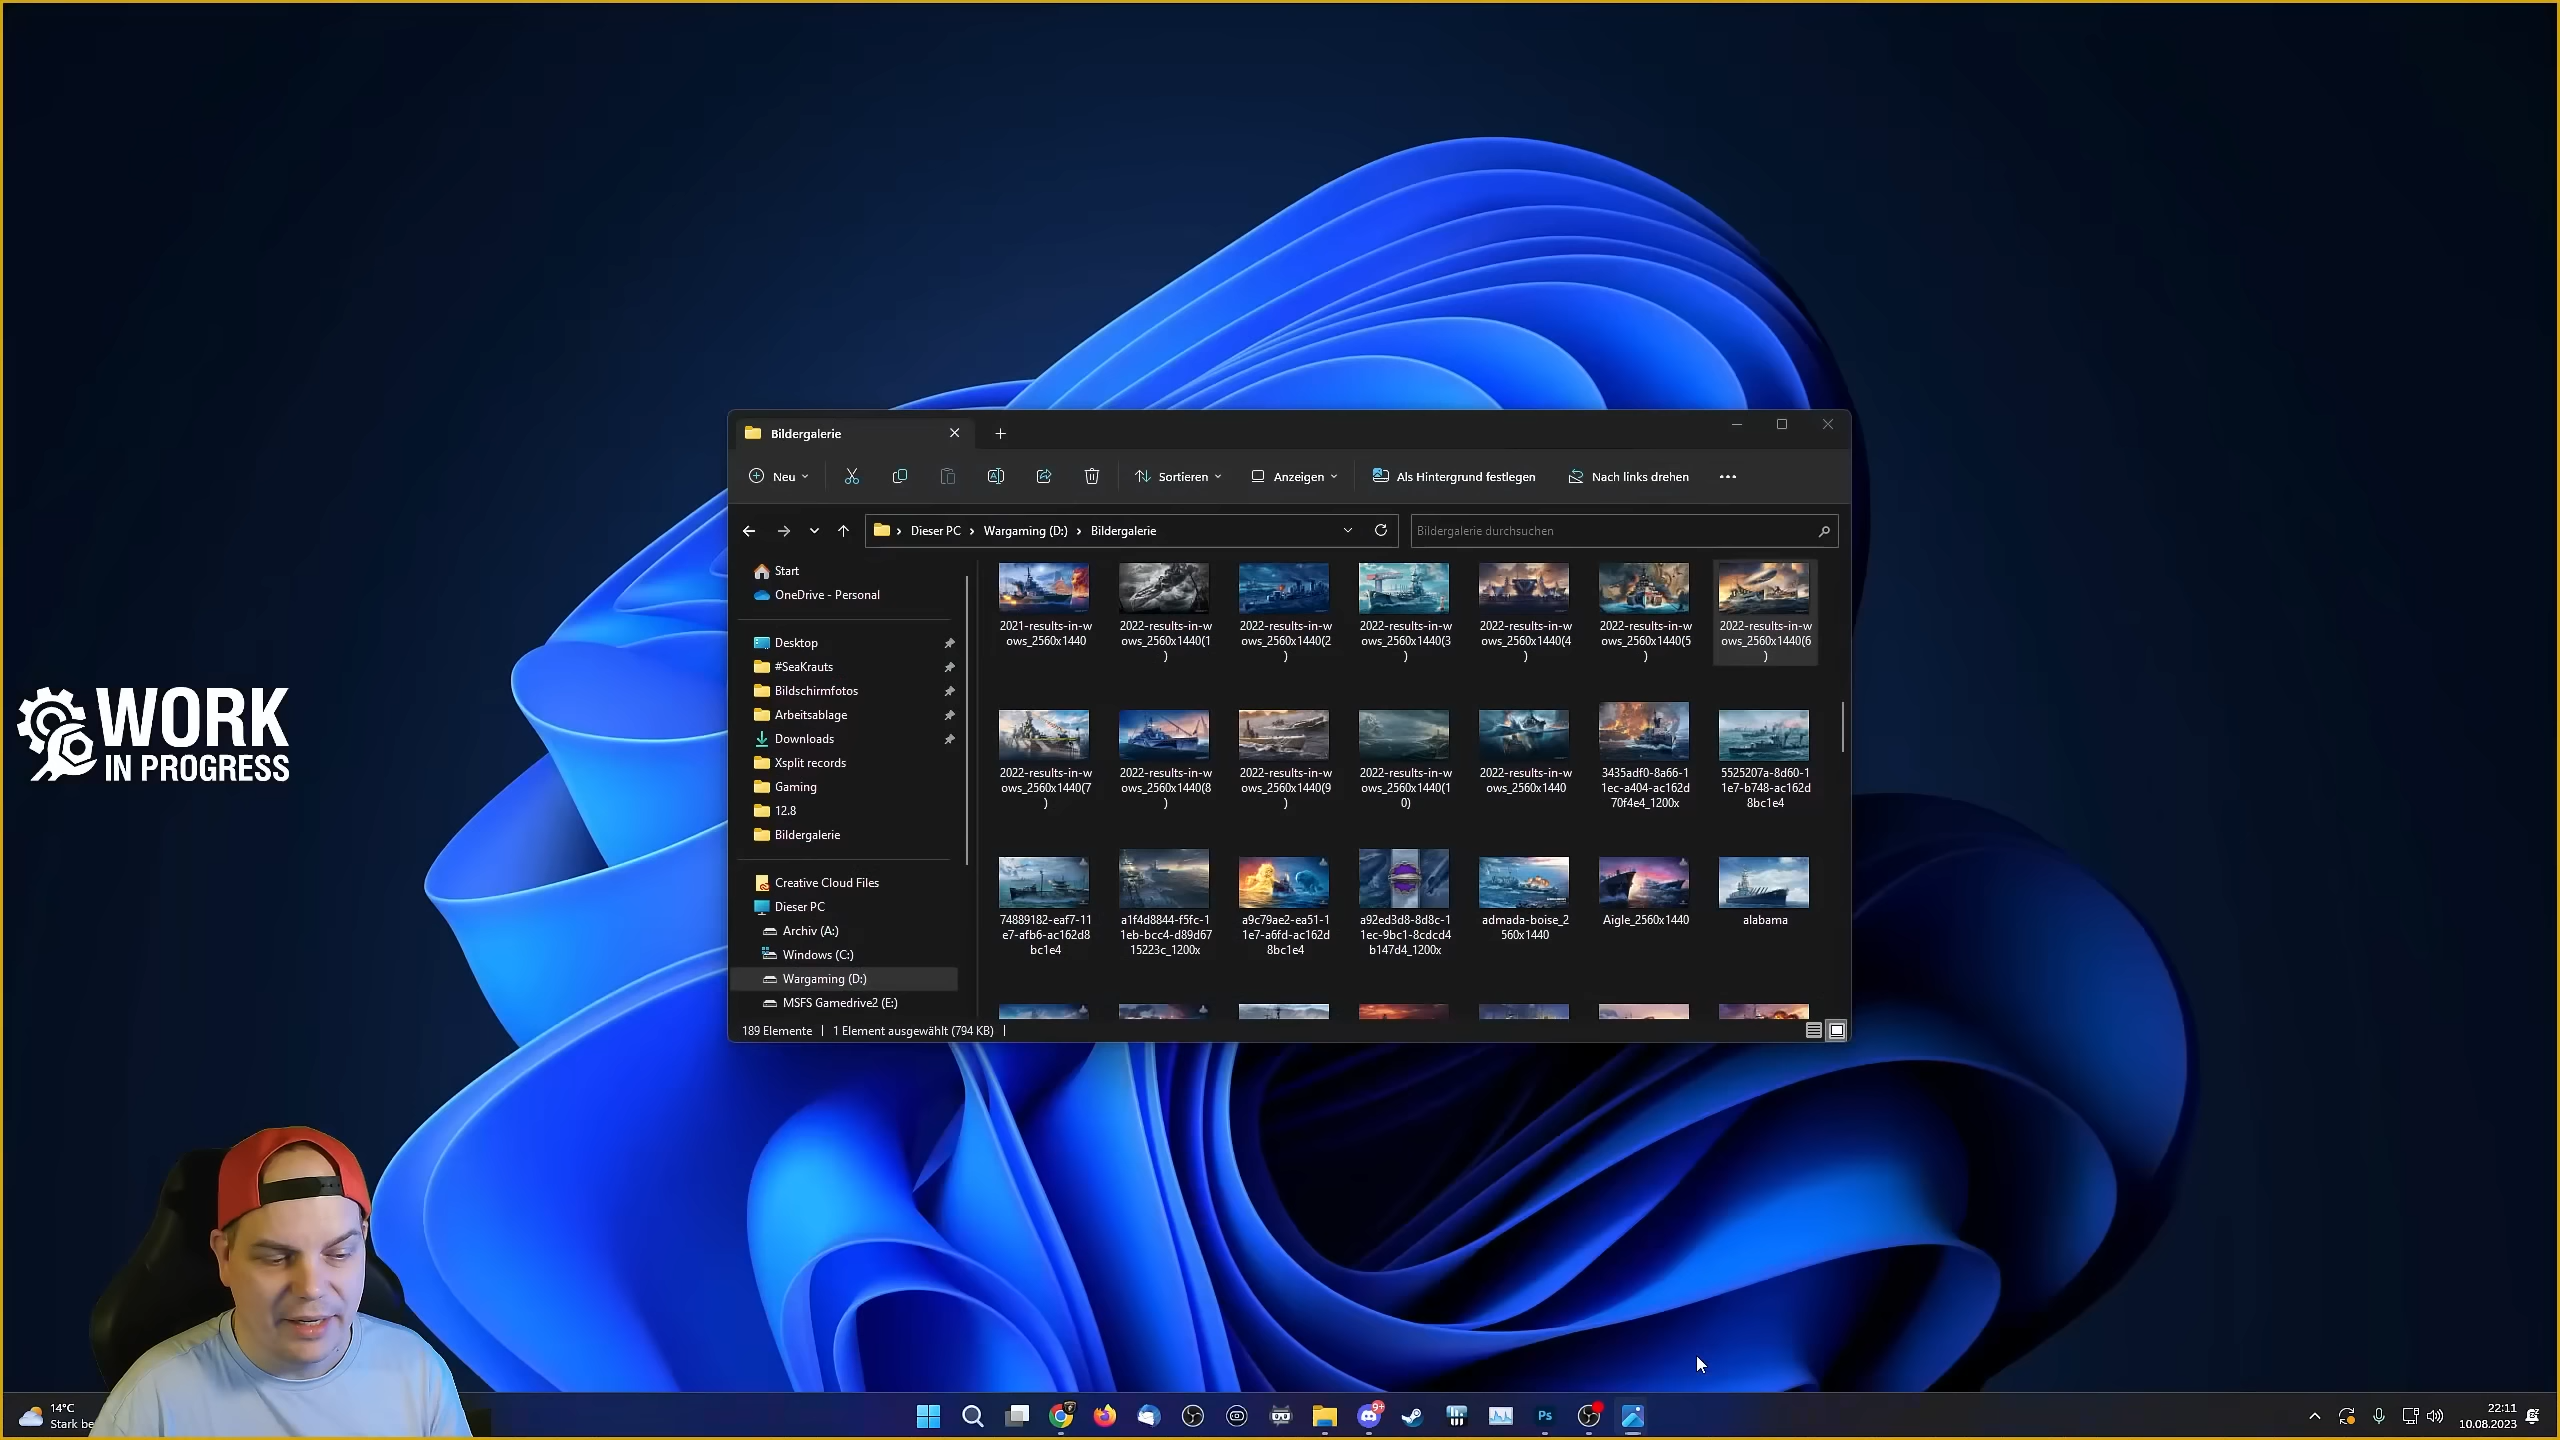 Bildergalerie
Neu
Sortieren
Anzeigen
Als Hintergrund festlegen
Nach links drehen
Dieser PC
Wargaming (D:)
Bildergalerie
Bildergalerie durchsuchen
Start
OneDrive - Personal
Desktop
#SeaKrauts
Bildschirmfotos
Arbeitsablage
Downloads
Xsplit records
Gaming
12.8
Bildergalerie
Creative Cloud Files
Dieser PC
Archiv (A:)
Windows (C:)
Wargaming (D:)
MSFS Gamedrive2 (E:)
2021-results-in-w
ows_2560x1440
2022-results-in-w
ows_2560x1440(1
)
2022-results-in-w
ows_2560x1440(2
)
2022-results-in-w
ows_2560x1440(3
)
2022-results-in-w
ows_2560x1440(4
)
2022-results-in-w
ows_2560x1440(5
)
2022-results-in-w
ows_2560x1440(6
)
2022-results-in-w
ows_2560x1440(7
)
2022-results-in-w
ows_2560x1440(8
)
2022-results-in-w
ows_2560x1440(9
)
2022-results-in-w
ows_2560x1440(1
0)
2022-results-in-w
ows_2560x1440
3435adf0-8a66-1
1ec-a404-ac162d
70f4e4_1200x
5525207a-8d60-1
1e7-b748-ac162d
8bc1e4
74889182-eaf7-11
e7-afb6-ac162d8
bc1e4
a1f4d8844-f5fc-1
1eb-bcc4-d89d67
15223c_1200x
a9c79ae2-ea51-1
1e7-a6fd-ac162d
8bc1e4
a92ed3d8-8d8c-1
1ec-9bc1-8cdcd4
b147d4_1200x
admada-boise_2
560x1440
Aigle_2560x1440
alabama
189 Elemente
1 Element ausgewählt (794 KB)
WORK
IN PROGRESS
14°C
Stark be
9+
Ps
22:11
10.08.2023